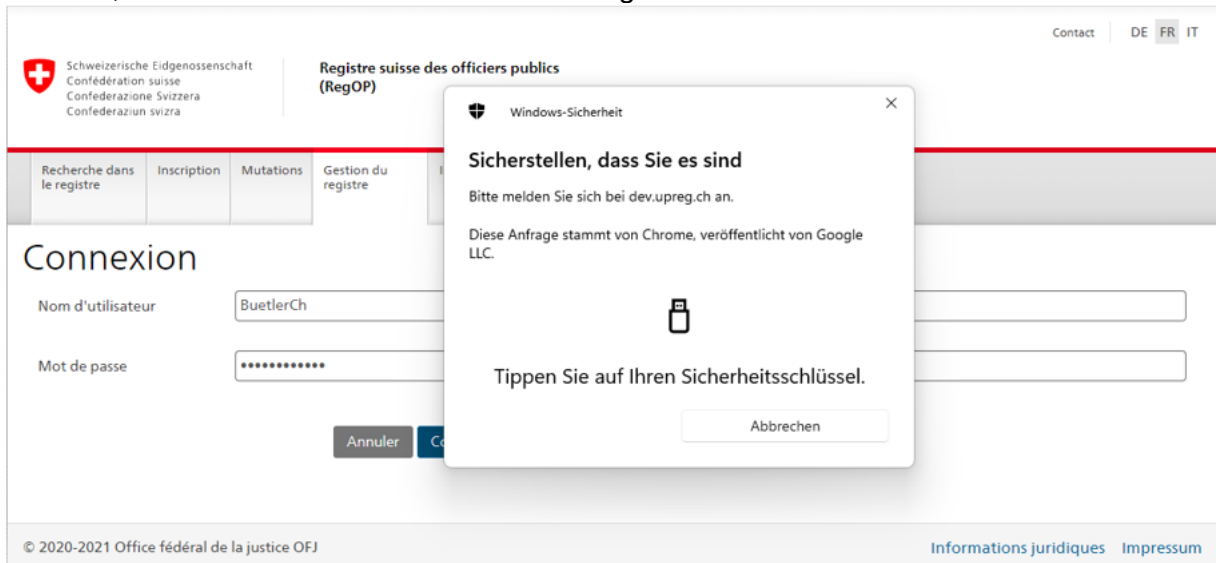 Contact DE FR IT
Schweizerische Eidgenossenschaft
Confédération suisse
Confederazione Svizzera
Confederaziun svizra
Registre suisse des officiers publics
(RegOP)
Recherche dans
le registre
Inscription
Mutations
Gestion du
registre
Windows-Sicherheit
Sicherstellen, dass Sie es sind
Bitte melden Sie sich bei dev.upreg.ch an.
Diese Anfrage stammt von Chrome, veröffentlicht von Google
LLC.
Tippen Sie auf Ihren Sicherheitsschlüssel.
Abbrechen
Connexion
Nom d'utilisateur BuetlerCh
Mot de passe ••••••••••••
Annuler
© 2020-2021 Office fédéral de la justice OFJ
Informations juridiques Impressum